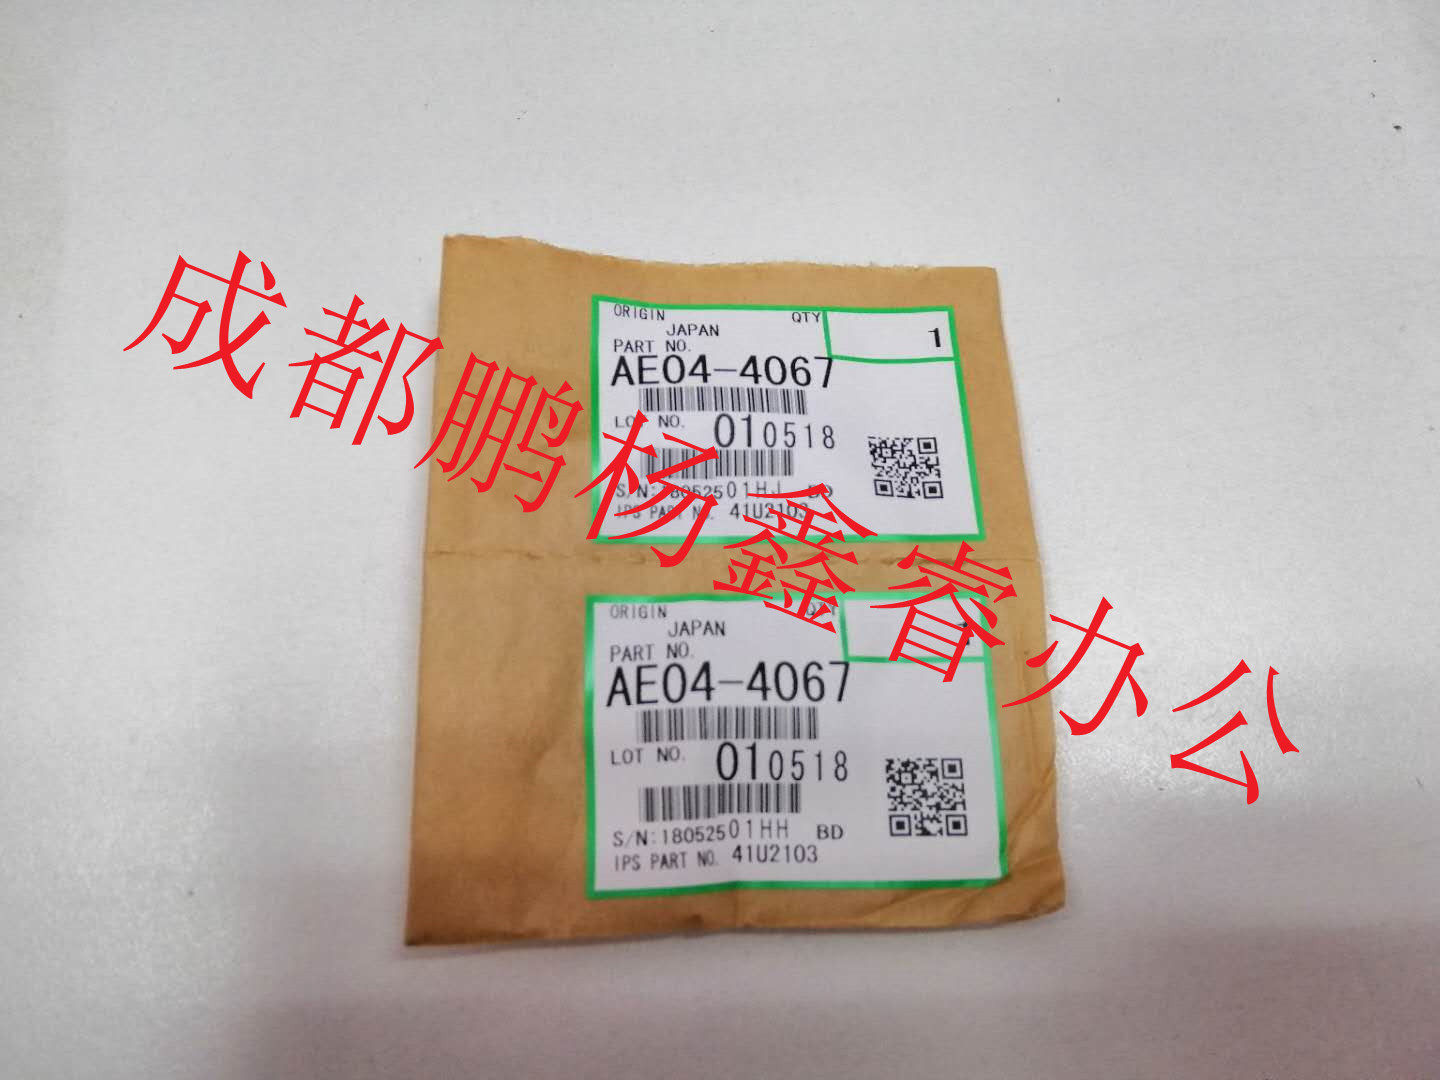 ORIGIN QTY
JAPAN 1
PART NO.
AE04-4067
LOT NO. 010518
S/N:18052501HJ BD
IPS PART NO. 41U2103
成都鹏杨鑫睿办公
ORIGIN QTY
JAPAN 1
PART NO.
AE04-4067
LOT NO. 010518
S/N:18052501HH BD
IPS PART NO. 41U2103